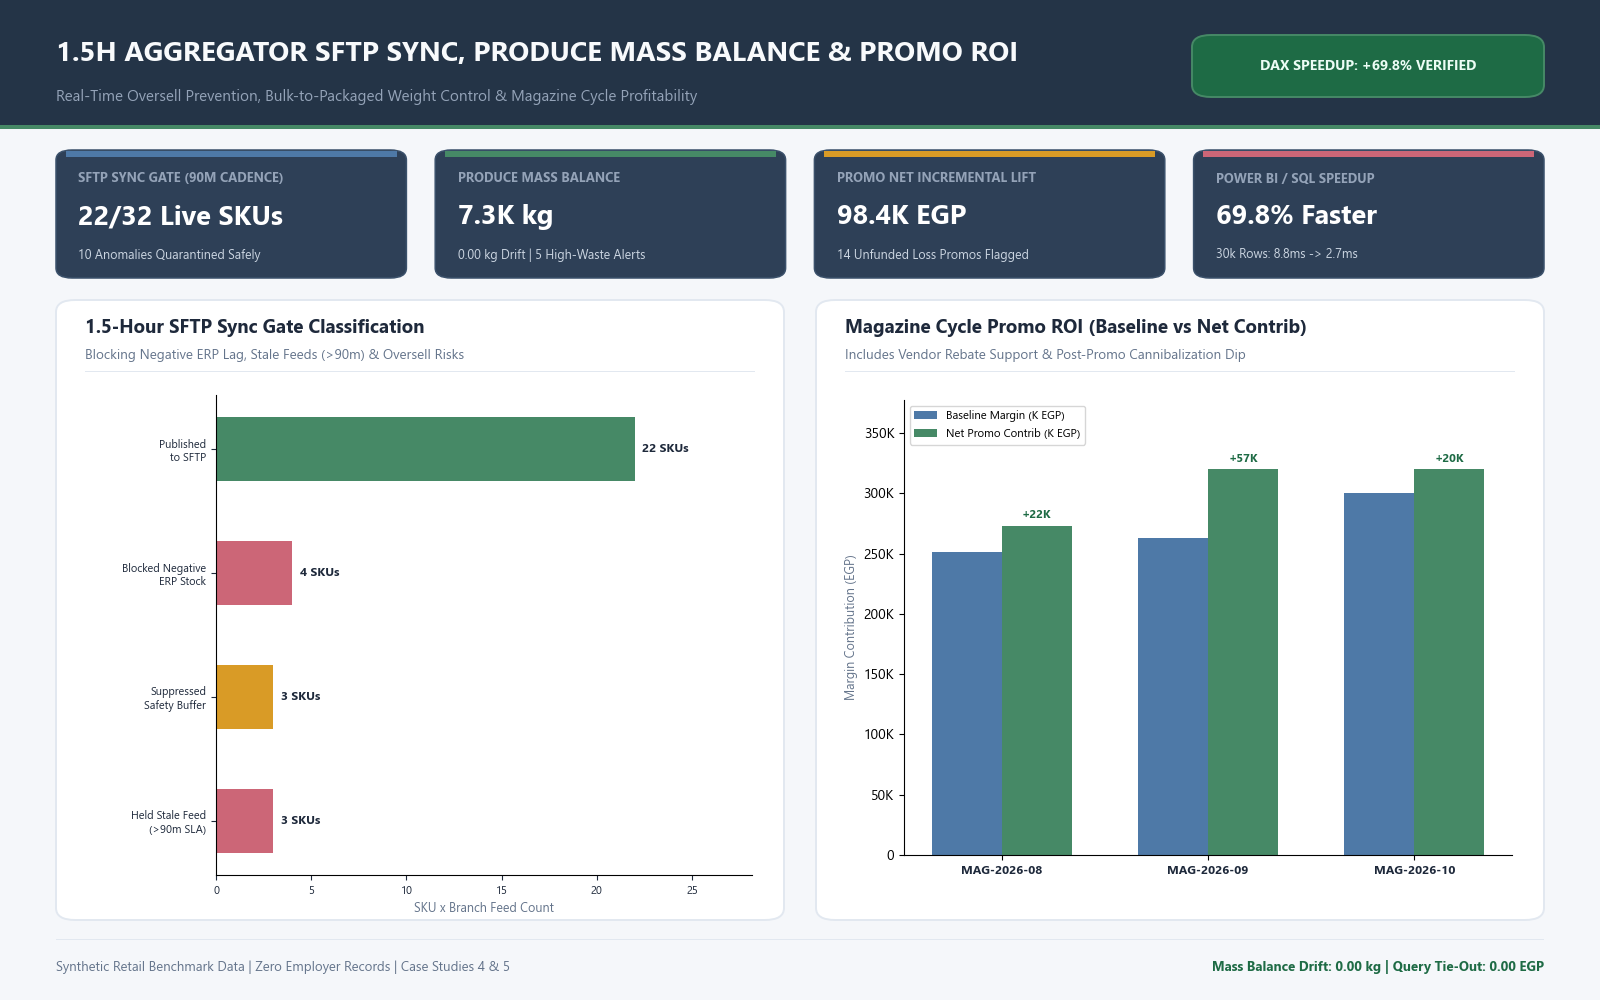 1.5H AGGREGATOR SFTP SYNC, PRODUCE MASS BALANCE & PROMO ROI
Real-Time Oversell Prevention, Bulk-to-Packaged Weight Control & Magazine Cycle Profitability
DAX SPEEDUP: +69.8% VERIFIED
SFTP SYNC GATE (90M CADENCE)
22/32 Live SKUs
10 Anomalies Quarantined Safely
PRODUCE MASS BALANCE
7.3K kg
0.00 kg Drift | 5 High-Waste Alerts
PROMO NET INCREMENTAL LIFT
98.4K EGP
14 Unfunded Loss Promos Flagged
POWER BI / SQL SPEEDUP
69.8% Faster
30k Rows: 8.8ms -> 2.7ms
1.5-Hour SFTP Sync Gate Classification
Blocking Negative ERP Lag, Stale Feeds (>90m) & Oversell Risks
Published
to SFTP
22 SKUs
Blocked Negative
ERP Stock
4 SKUs
Suppressed
Safety Buffer
3 SKUs
Held Stale Feed
(>90m SLA)
3 SKUs
0 5 10 15 20 25
SKU x Branch Feed Count
Magazine Cycle Promo ROI (Baseline vs Net Contrib)
Includes Vendor Rebate Support & Post-Promo Cannibalization Dip
Baseline Margin (K EGP)
Net Promo Contrib (K EGP)
Margin Contribution (EGP)
350K
300K
250K
200K
150K
100K
50K
0
+22K
+57K
+20K
MAG-2026-08 MAG-2026-09 MAG-2026-10
Synthetic Retail Benchmark Data | Zero Employer Records | Case Studies 4 & 5
Mass Balance Drift: 0.00 kg | Query Tie-Out: 0.00 EGP